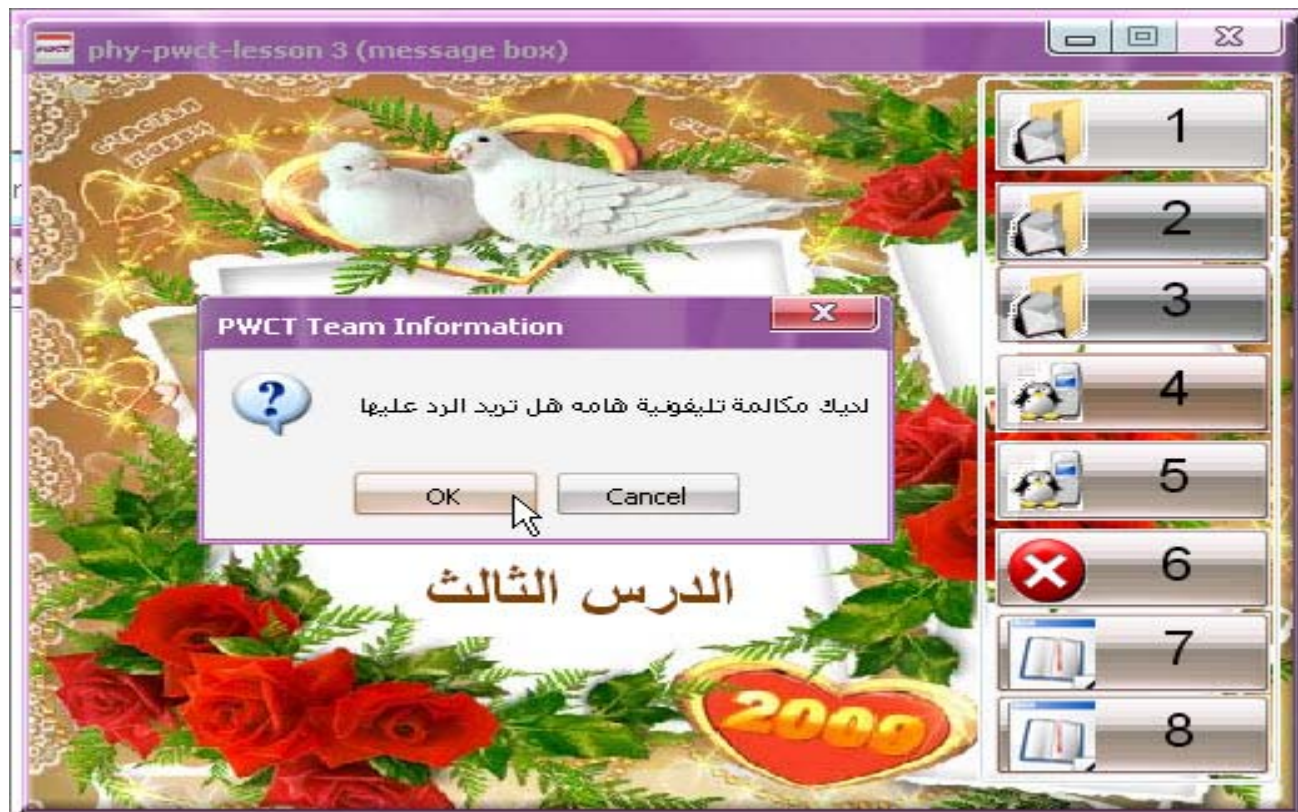 PWCT phy-pwct-lesson 3 (message box)
1
2
3
PWCT Team Information
لديك مكالمة تليفونية هامه هل تريد الرد عليها
OK
Cancel
4
5
الدرس الثالث
6
7
2009
8